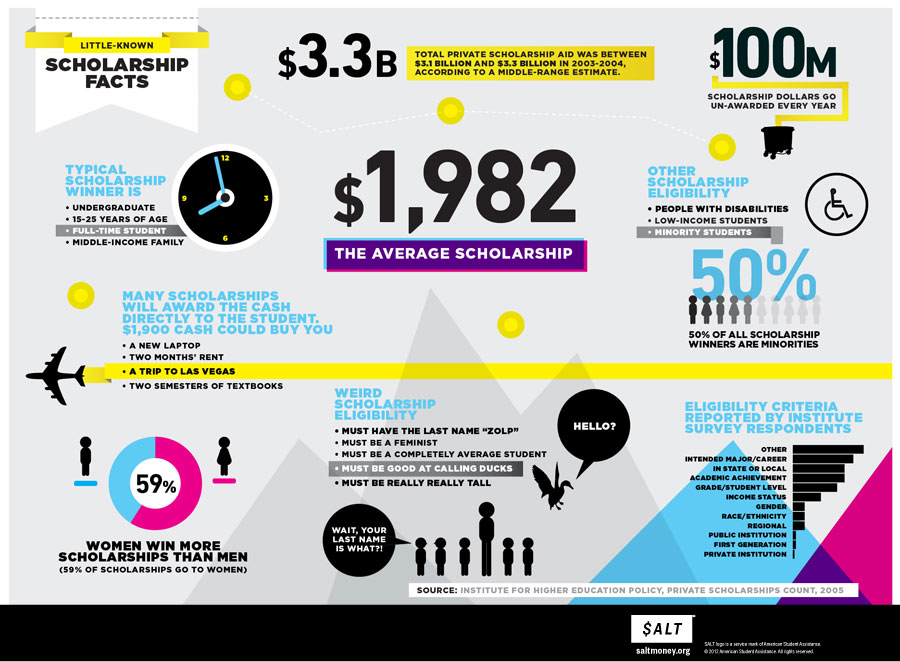 LITTLE-KNOWN
SCHOLARSHIP
FACTS
$3.3B
TOTAL PRIVATE SCHOLARSHIP AID WAS BETWEEN
$3.1 BILLION AND $3.3 BILLION IN 2003-2004,
ACCORDING TO A MIDDLE-RANGE ESTIMATE.
$100M
SCHOLARSHIP DOLLARS GO
UN-AWARDED EVERY YEAR
TYPICAL
SCHOLARSHIP
WINNER IS
• UNDERGRADUATE
• 15-25 YEARS OF AGE
• FULL-TIME STUDENT
• MIDDLE-INCOME FAMILY
12
9
3
6
$1,982
THE AVERAGE SCHOLARSHIP
OTHER
SCHOLARSHIP
ELIGIBILITY
• PEOPLE WITH DISABILITIES
• LOW-INCOME STUDENTS
• MINORITY STUDENTS
50%
50% OF ALL SCHOLARSHIP
WINNERS ARE MINORITIES
MANY SCHOLARSHIPS
WILL AWARD THE CASH
DIRECTLY TO THE STUDENT.
$1,900 CASH COULD BUY YOU
• A NEW LAPTOP
• TWO MONTHS' RENT
• A TRIP TO LAS VEGAS
• TWO SEMESTERS OF TEXTBOOKS
59%
WOMEN WIN MORE
SCHOLARSHIPS THAN MEN
(59% OF SCHOLARSHIPS GO TO WOMEN)
WEIRD
SCHOLARSHIP
ELIGIBILITY
• MUST HAVE THE LAST NAME "ZOLP"
• MUST BE A FEMINIST
• MUST BE A COMPLETELY AVERAGE STUDENT
• MUST BE GOOD AT CALLING DUCKS
• MUST BE REALLY REALLY TALL
HELLO?
WAIT, YOUR
LAST NAME
IS WHAT?!
ELIGIBILITY CRITERIA
REPORTED BY INSTITUTE
SURVEY RESPONDENTS
OTHER
INTENDED MAJOR/CAREER
IN STATE OR LOCAL
ACADEMIC ACHIEVEMENT
GRADE/STUDENT LEVEL
INCOME STATUS
GENDER
RACE/ETHNICITY
REGIONAL
PUBLIC INSTITUTION
FIRST GENERATION
PRIVATE INSTITUTION
SOURCE: INSTITUTE FOR HIGHER EDUCATION POLICY, PRIVATE SCHOLARSHIPS COUNT, 2005
$ALT
saltmoney.org
SALT logo is a service mark of American Student Assistance.
© 2012 American Student Assistance. All rights reserved.